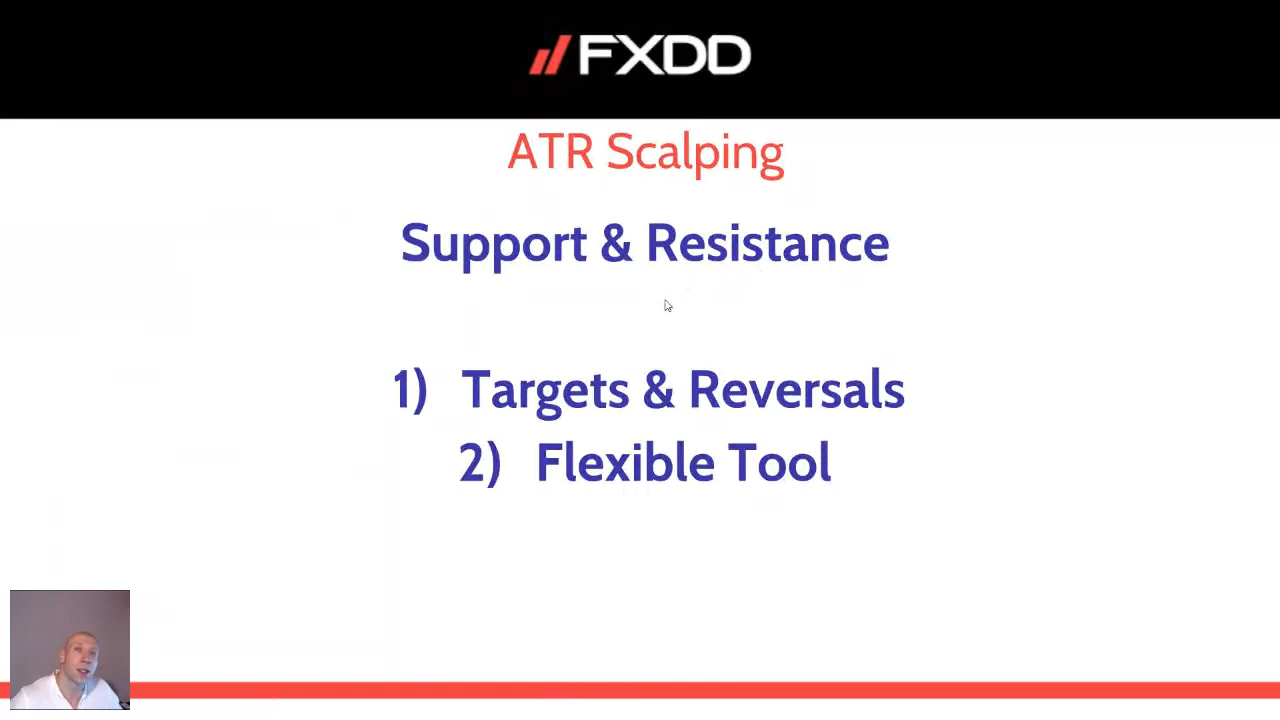 FXDD
ATR Scalping
Support & Resistance
1) Targets & Reversals
2) Flexible Tool